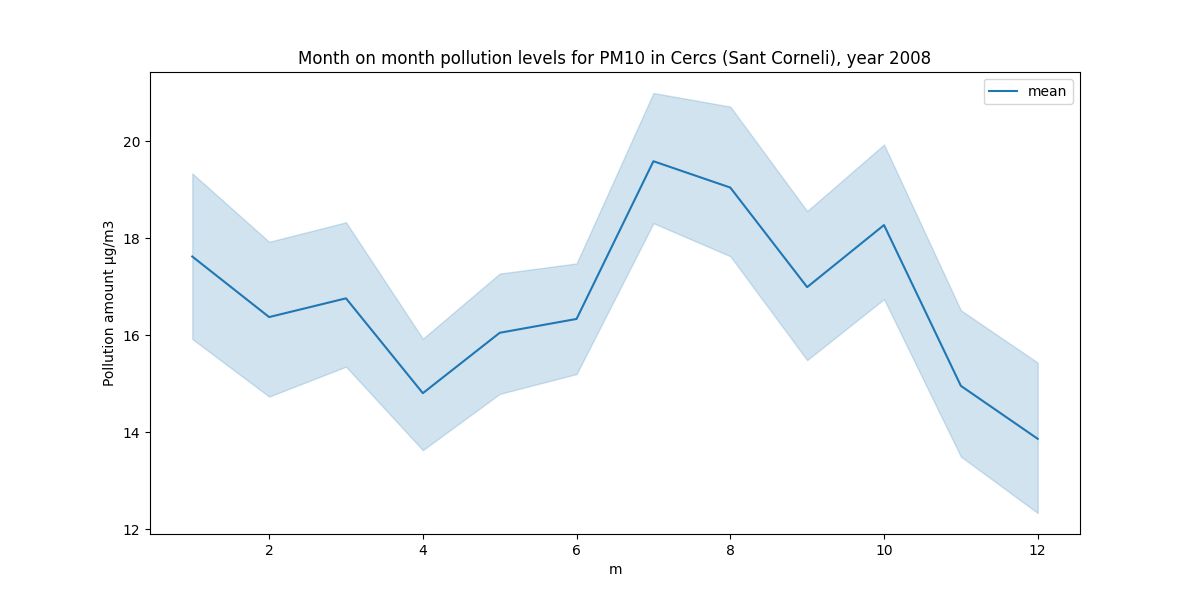 Month on month pollution levels for PM10 in Cercs (Sant Corneli), year 2008
mean
Pollution amount µg/m3
20
18
16
14
12
2 4 6 8 10 12
m